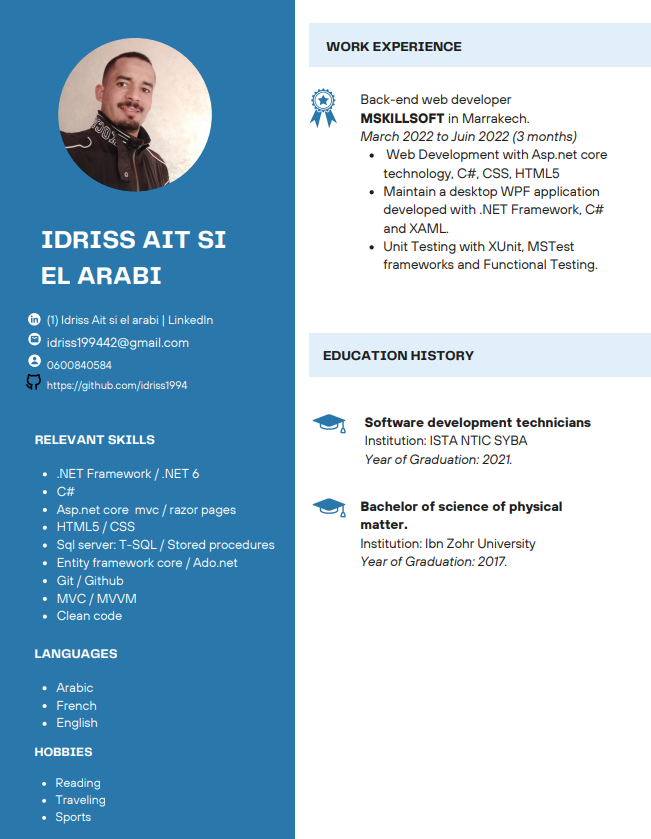 IDRISS AIT SI
EL ARABI
(1) Idriss Ait si el arabi | LinkedIn
idriss199442@gmail.com
0600840584
https://github.com/idriss1994
RELEVANT SKILLS
.NET Framework / .NET 6
C#
Asp.net core mvc / razor pages
HTML5 / CSS
Sql server: T-SQL / Stored procedures
Entity framework core / Ado.net
Git / Github
MVC / MVVM
Clean code
LANGUAGES
Arabic
French
English
HOBBIES
Reading
Traveling
Sports
WORK EXPERIENCE
Back-end web developer
MSKILLSOFT in Marrakech.
March 2022 to Juin 2022 (3 months)
Web Development with Asp.net core
technology, C#, CSS, HTML5
Maintain a desktop WPF application
developed with .NET Framework, C#
and XAML.
Unit Testing with XUnit, MSTest
frameworks and Functional Testing.
EDUCATION HISTORY
Software development technicians
Institution: ISTA NTIC SYBA
Year of Graduation: 2021.
Bachelor of science of physical
matter.
Institution: Ibn Zohr University
Year of Graduation: 2017.